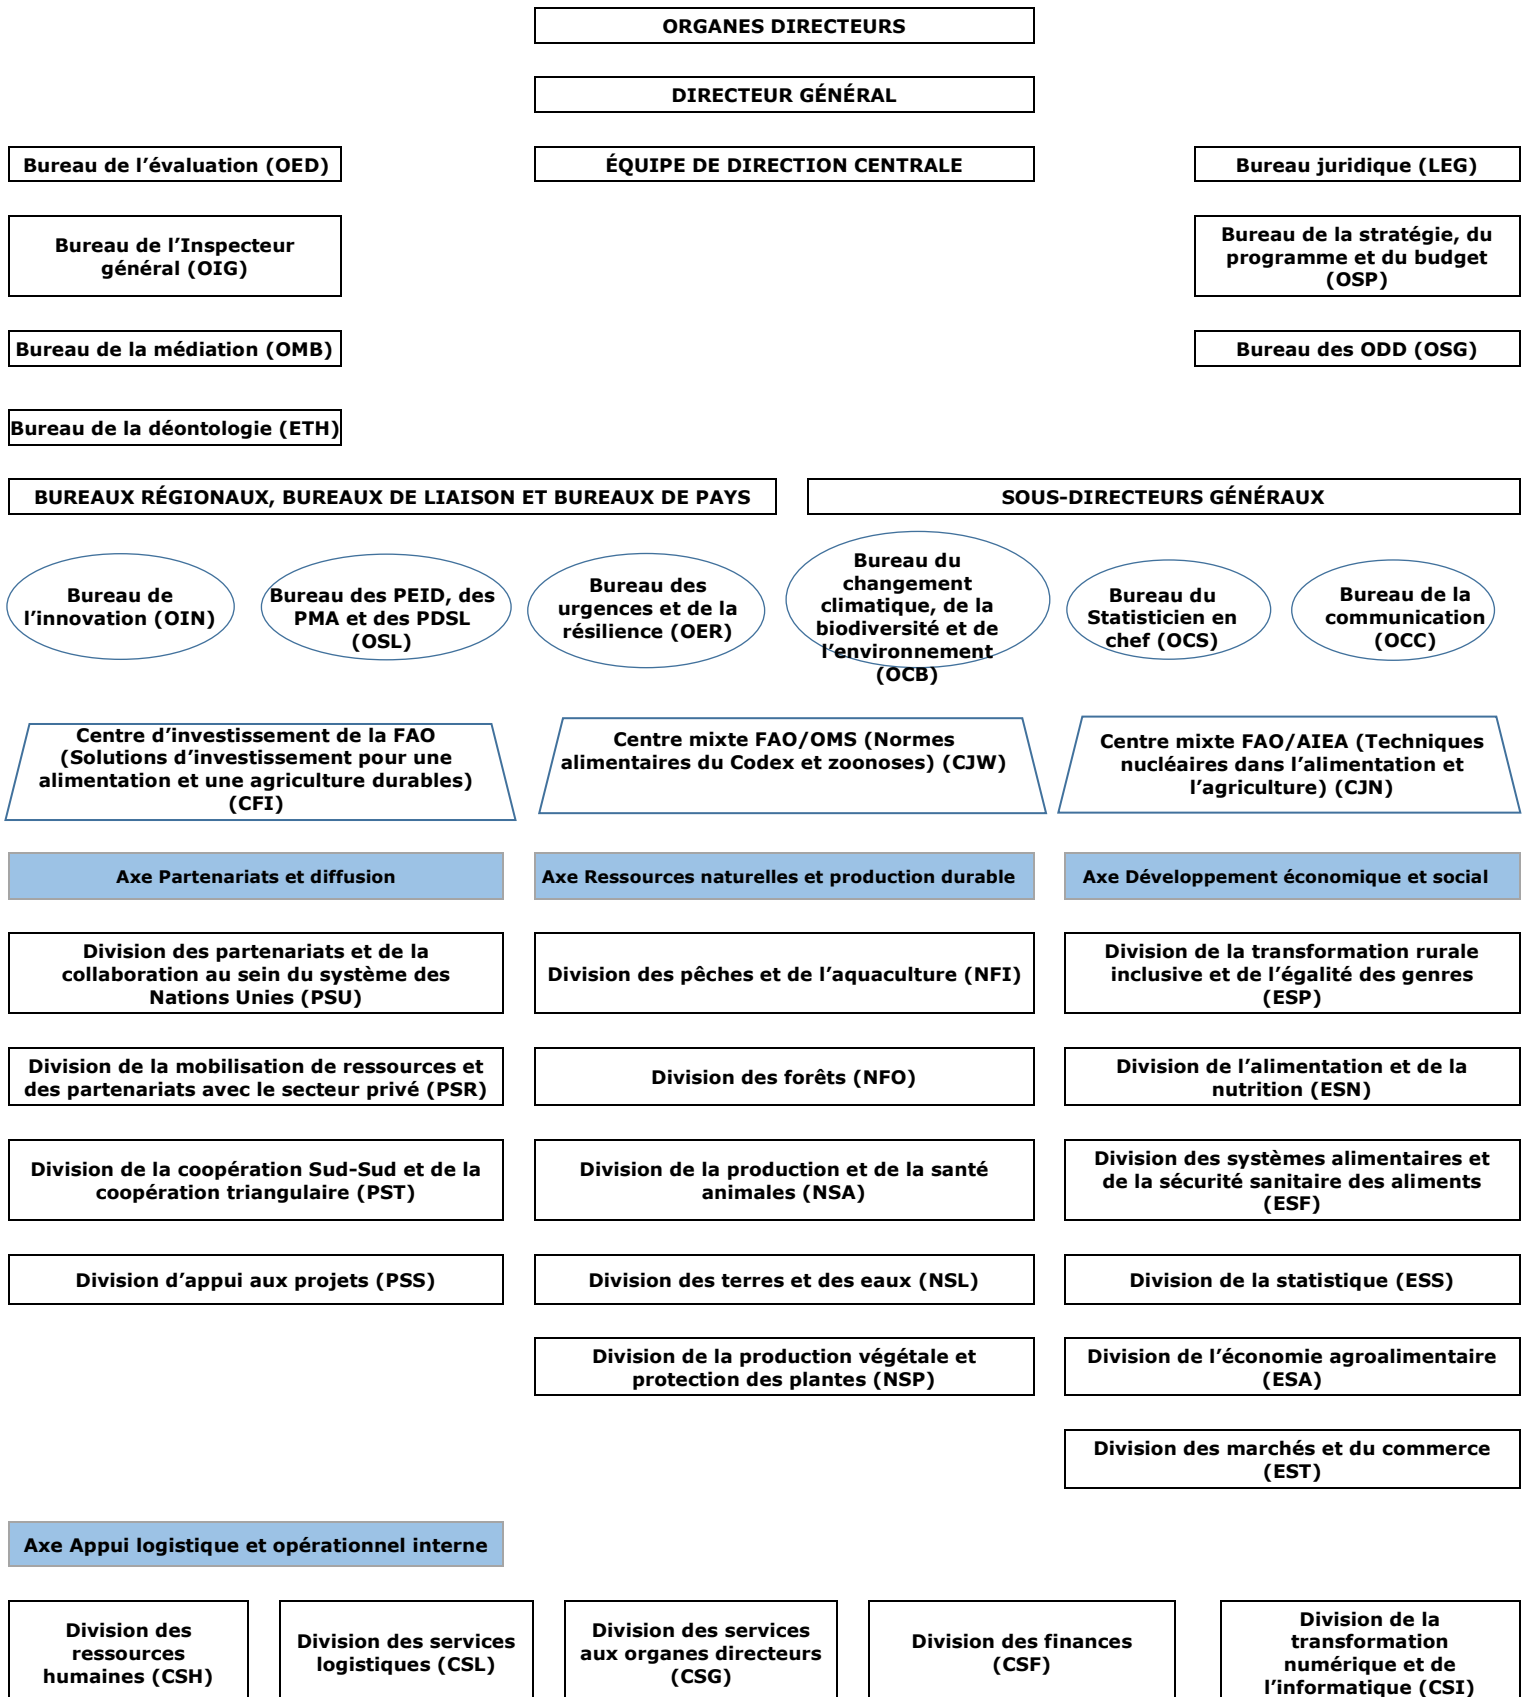 ORGANES DIRECTEURS
DIRECTEUR GÉNÉRAL
Bureau de l’évaluation (OED)
ÉQUIPE DE DIRECTION CENTRALE
Bureau juridique (LEG)
Bureau de l’Inspecteur
général (OIG)
Bureau de la stratégie, du
programme et du budget
(OSP)
Bureau de la médiation (OMB)
Bureau des ODD (OSG)
Bureau de la déontologie (ETH)
BUREAUX RÉGIONAUX, BUREAUX DE LIAISON ET BUREAUX DE PAYS
SOUS-DIRECTEURS GÉNÉRAUX
Bureau de
l’innovation (OIN)
Bureau des PEID, des
PMA et des PDSL
(OSL)
Bureau des
urgences et de la
résilience (OER)
Bureau du
changement
climatique, de la
biodiversité et de
l’environnement
(OCB)
Bureau du
Statisticien en
chef (OCS)
Bureau de la
communication
(OCC)
Centre d’investissement de la FAO
(Solutions d’investissement pour une
alimentation et une agriculture durables)
(CFI)
Centre mixte FAO/OMS (Normes
alimentaires du Codex et zoonoses) (CJW)
Centre mixte FAO/AIEA (Techniques
nucléaires dans l’alimentation et
l’agriculture) (CJN)
Axe Partenariats et diffusion
Axe Ressources naturelles et production durable
Axe Développement économique et social
Division des partenariats et de la
collaboration au sein du système des
Nations Unies (PSU)
Division des pêches et de l’aquaculture (NFI)
Division de la transformation rurale
inclusive et de l’égalité des genres
(ESP)
Division de la mobilisation de ressources et
des partenariats avec le secteur privé (PSR)
Division des forêts (NFO)
Division de l’alimentation et de la
nutrition (ESN)
Division de la coopération Sud-Sud et de la
coopération triangulaire (PST)
Division de la production et de la santé
animales (NSA)
Division des systèmes alimentaires et
de la sécurité sanitaire des aliments
(ESF)
Division d’appui aux projets (PSS)
Division des terres et des eaux (NSL)
Division de la statistique (ESS)
Division de la production végétale et
protection des plantes (NSP)
Division de l’économie agroalimentaire
(ESA)
Division des marchés et du commerce
(EST)
Axe Appui logistique et opérationnel interne
Division des
ressources
humaines (CSH)
Division des services
logistiques (CSL)
Division des services
aux organes directeurs
(CSG)
Division des finances
(CSF)
Division de la
transformation
numérique et de
l’informatique (CSI)